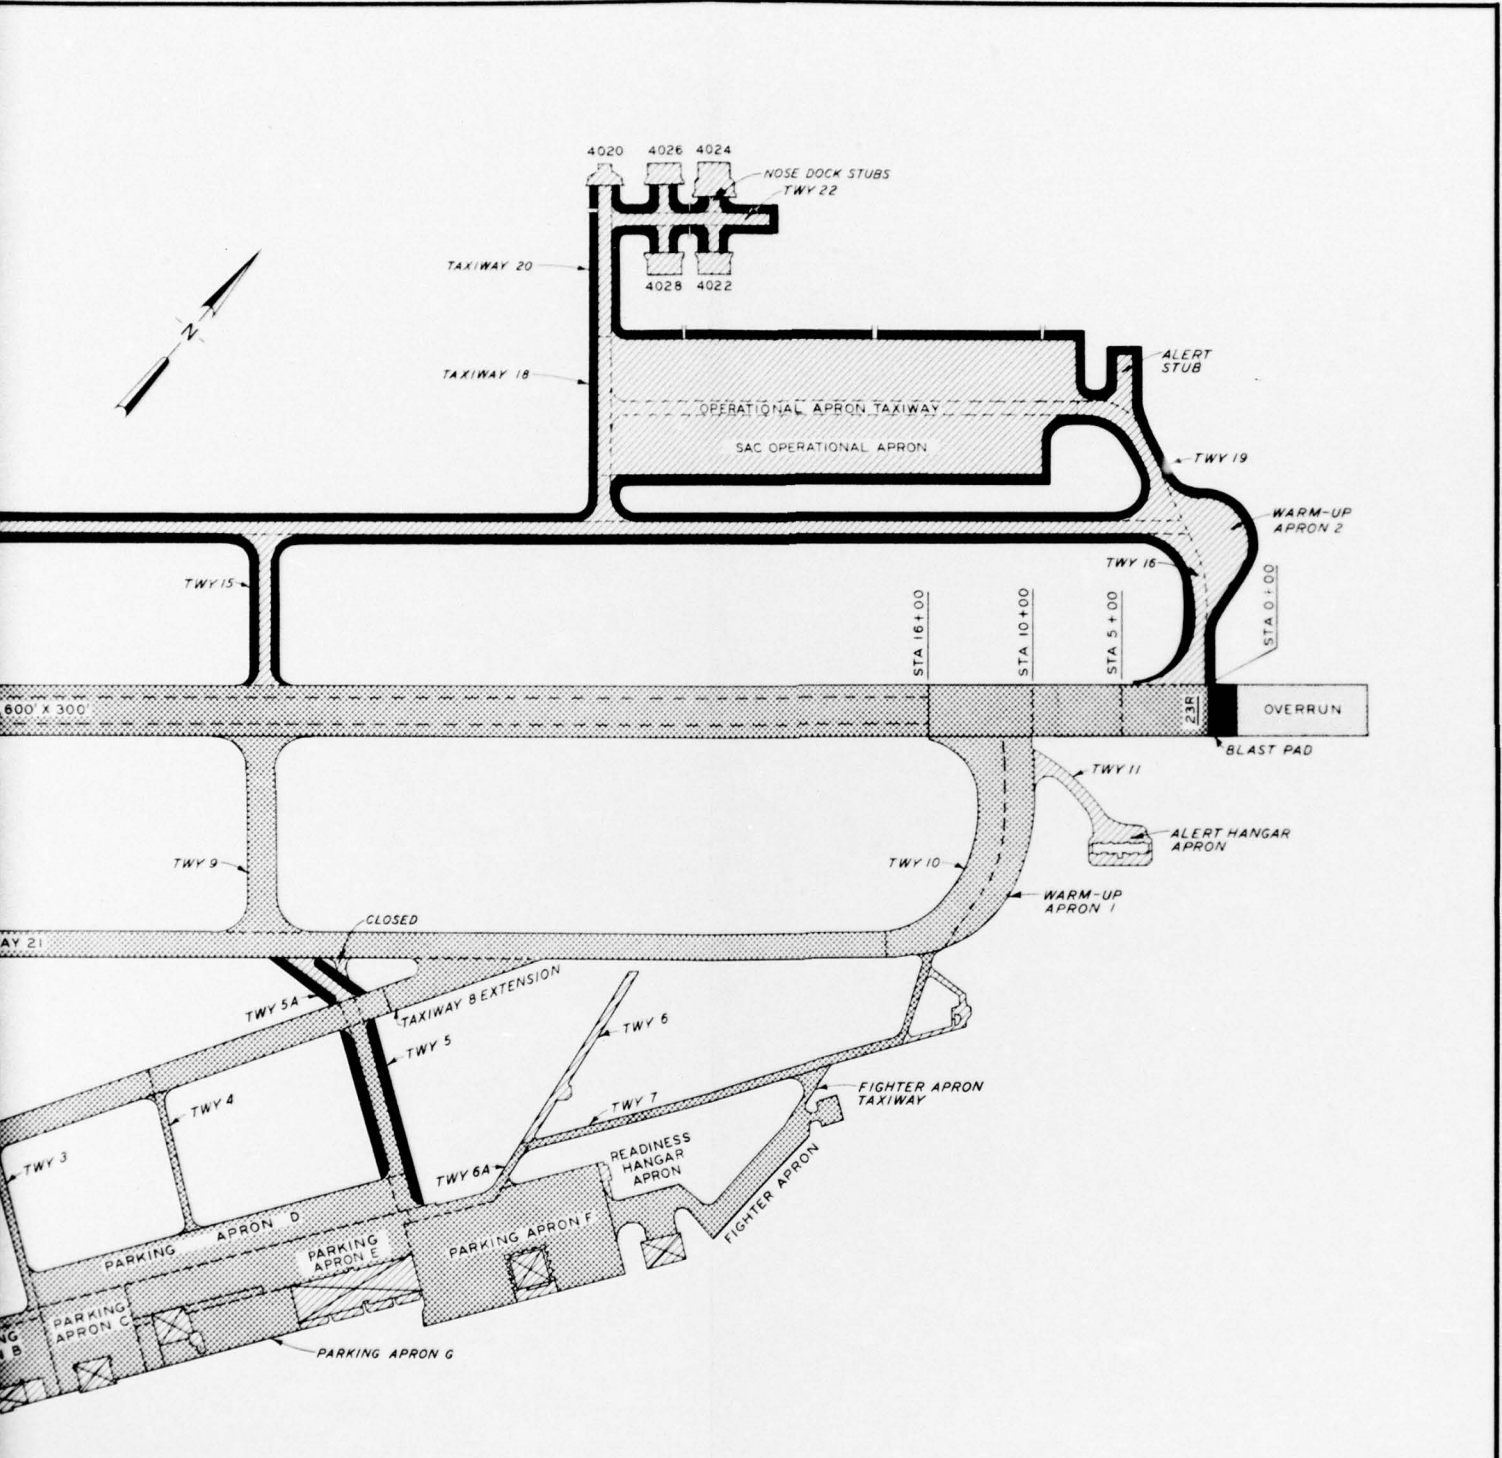 4020 4026 4024
NOSE DOCK STUBS
TWY 22
TAXIWAY 20
4028 4022
N
ALERT
STUB
TAXIWAY 18
OPERATIONAL APRON TAXIWAY
SAC OPERATIONAL APRON
TWY 19
WARM-UP
APRON 2
TWY 16
TWY 15
STA 16+00
STA 10+00
STA 5+00
STA 0+00
600' X 300'
23R
OVERRUN
BLAST PAD
TWY 11
ALERT HANGAR
APRON
TWY 9
TWY 10
WARM-UP
APRON 1
CLOSED
AY 21
TWY 5A
TAXIWAY 8 EXTENSION
TWY 6
TWY 5
FIGHTER APRON
TAXIWAY
TWY 4
TWY 7
READINESS
HANGAR
APRON
TWY 3
TWY 6A
FIGHTER APRON
PARKING APRON D
PARKING
APRON E
PARKING APRON F
PARKING
APRON C
NG
N B
PARKING APRON G